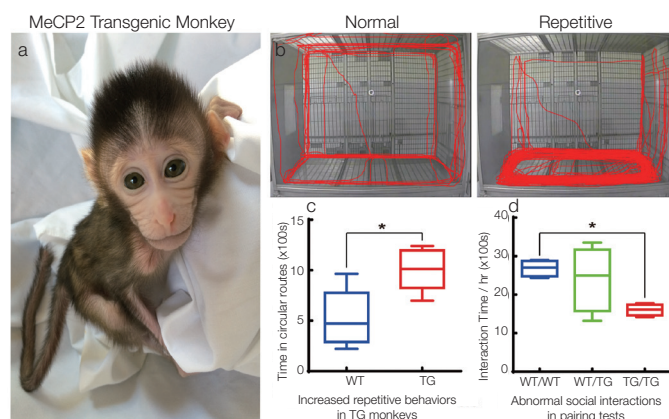 MeCP2 Transgenic Monkey
Normal
Repetitive
a
b
c
Time in circular routes (x100s)
15
10
5
0
*
WT
TG
Increased repetitive behaviors
in TG monkeys
d
Interaction Time / hr (x100s)
40
30
20
10
0
*
WT/WT
WT/TG
TG/TG
Abnormal social interactions
in pairing tests